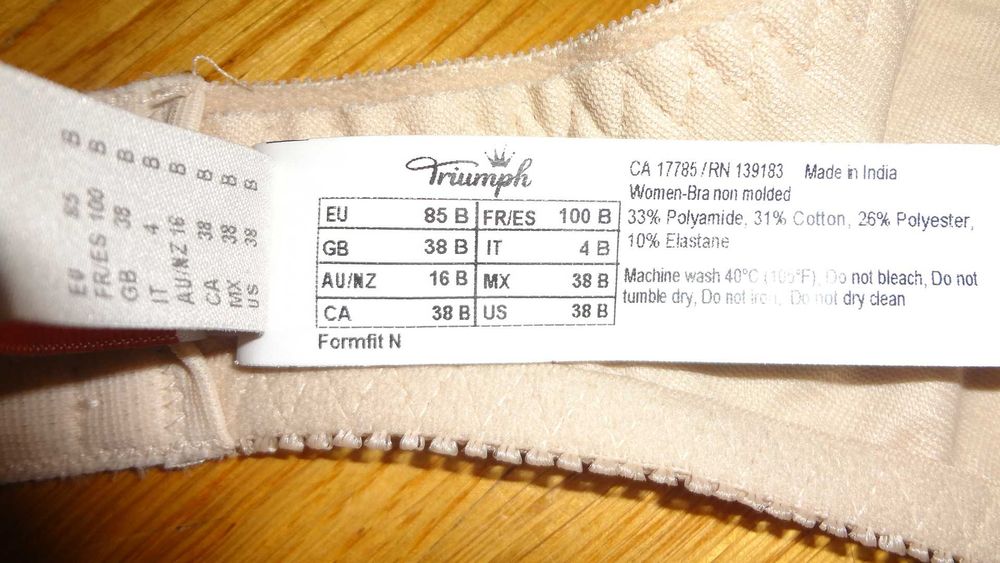 EU 85 B
FR/ES 100 B
GB 38 B
IT 4 B
AU/NZ 16 B
CA 38 B
MX 38 B
US 38 B
Triumph
EU 85 B FR/ES 100 B
GB 38 B IT 4 B
AU/NZ 16 B MX 38 B
CA 38 B US 38 B
Formfit N
CA 17785/RN 139183 Made in India
Women-Bra non molded
33% Polyamide, 31% Cotton, 26% Polyester,
10% Elastane
Machine wash 40°C (105°F), Do not bleach, Do not
tumble dry, Do not iron, Do not dry clean